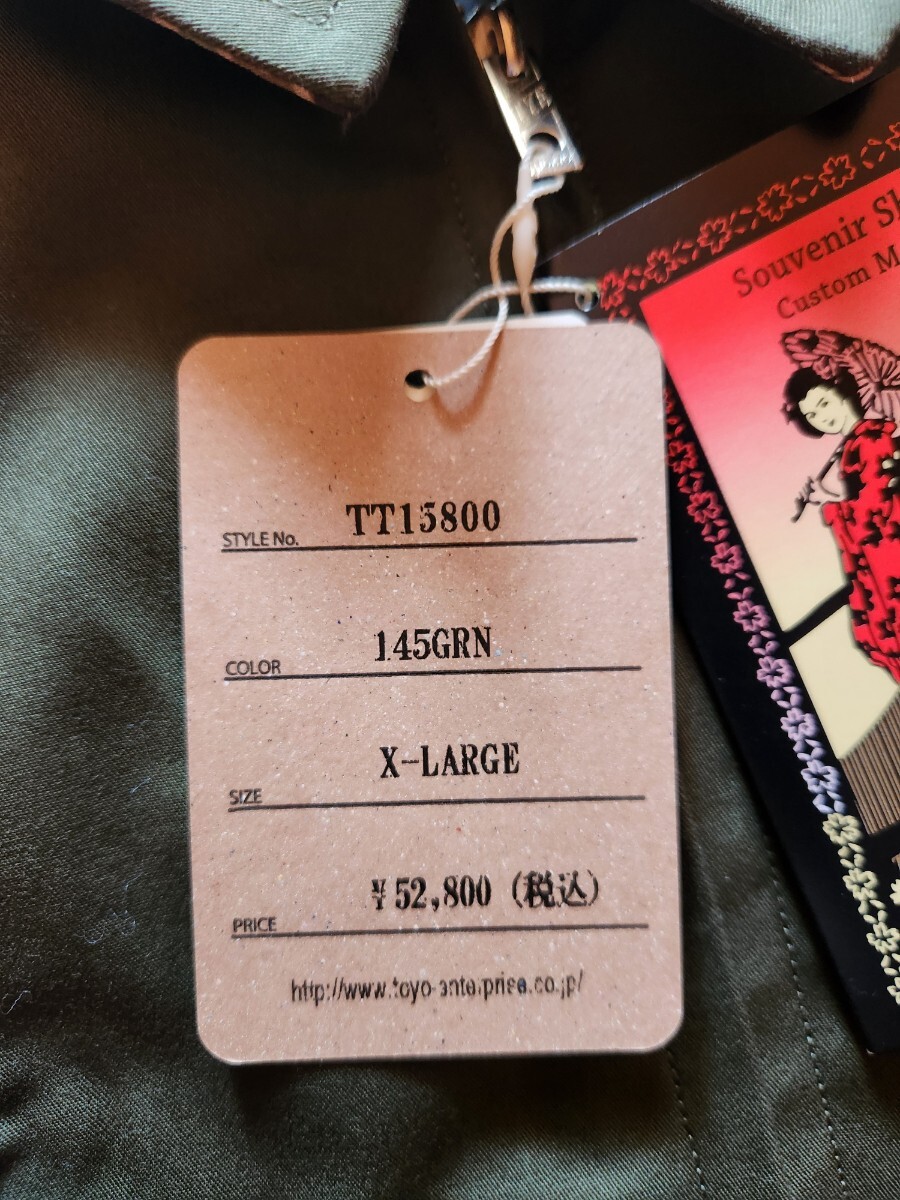 Souvenir Sh
Custom M
STYLE No. TT15800
COLOR 145GRN
SIZE X-LARGE
PRICE ¥52,800 (税込)
http://www.toyo-enterprise.co.jp/